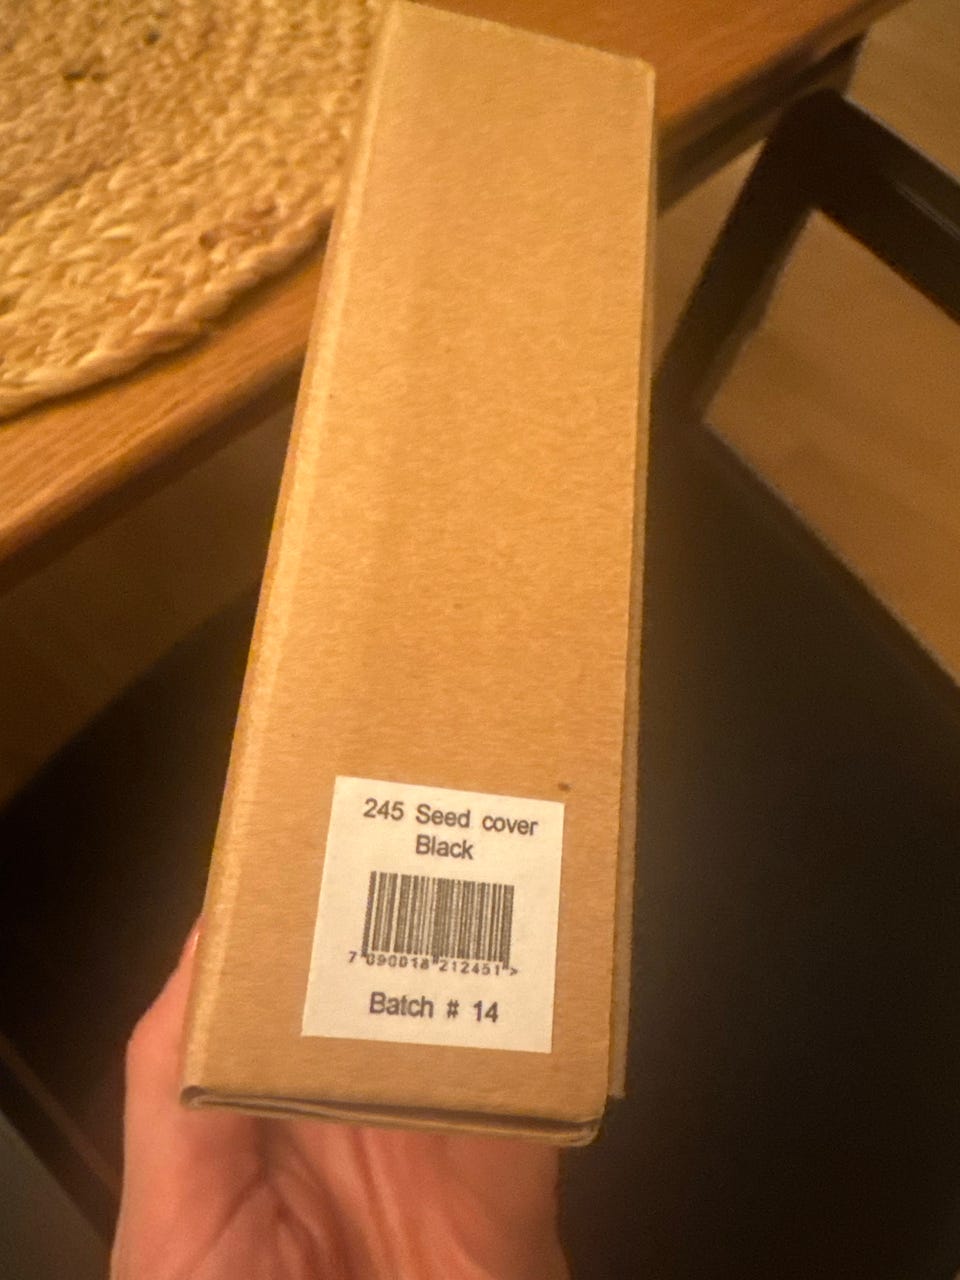 245 Seed cover
Black
7 090018 212451 >
Batch # 14